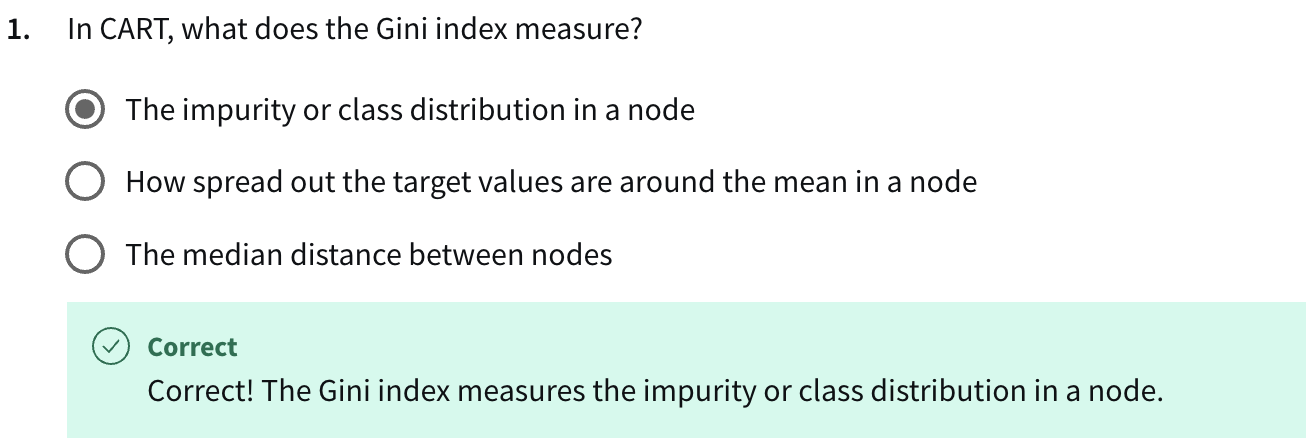 1. In CART, what does the Gini index measure?
The impurity or class distribution in a node
How spread out the target values are around the mean in a node
The median distance between nodes
Correct
Correct! The Gini index measures the impurity or class distribution in a node.